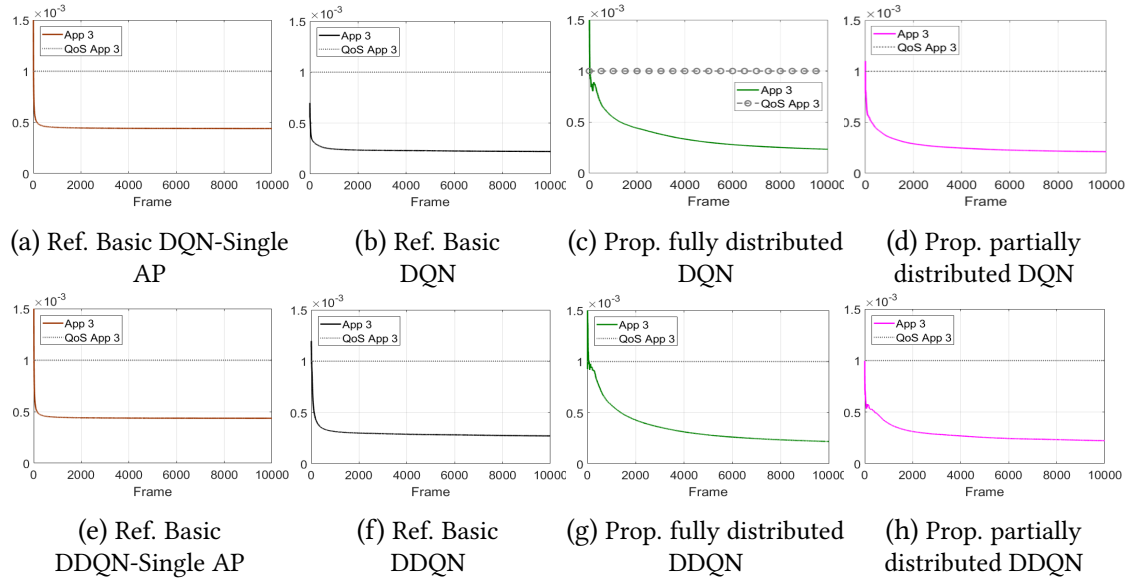 ×10⁻³
1.5
App 3
QoS App 3
1
0.5
0
0 2000 4000 6000 8000 10000
Frame
(a) Ref. Basic DQN-Single
AP
×10⁻³
1.5
App 3
QoS App 3
1
0.5
0
0 2000 4000 6000 8000 10000
Frame
(b) Ref. Basic
DQN
×10⁻³
1.5
1
App 3
QoS App 3
0.5
0
0 2000 4000 6000 8000 10000
Frame
(c) Prop. fully distributed
DQN
×10⁻³
1.5
App 3
QoS App 3
1
0.5
0
0 2000 4000 6000 8000 10000
Frame
(d) Prop. partially
distributed DQN
×10⁻³
1.5
App 3
QoS App 3
1
0.5
0
0 2000 4000 6000 8000 10000
Frame
(e) Ref. Basic
DDQN-Single AP
×10⁻³
1.5
App 3
QoS App 3
1
0.5
0
0 2000 4000 6000 8000 10000
Frame
(f) Ref. Basic
DDQN
×10⁻³
1.5
App 3
QoS App 3
1
0.5
0
0 2000 4000 6000 8000 10000
Frame
(g) Prop. fully distributed
DDQN
×10⁻³
1.5
App 3
QoS App 3
1
0.5
0
0 2000 4000 6000 8000 10000
Frame
(h) Prop. partially
distributed DDQN